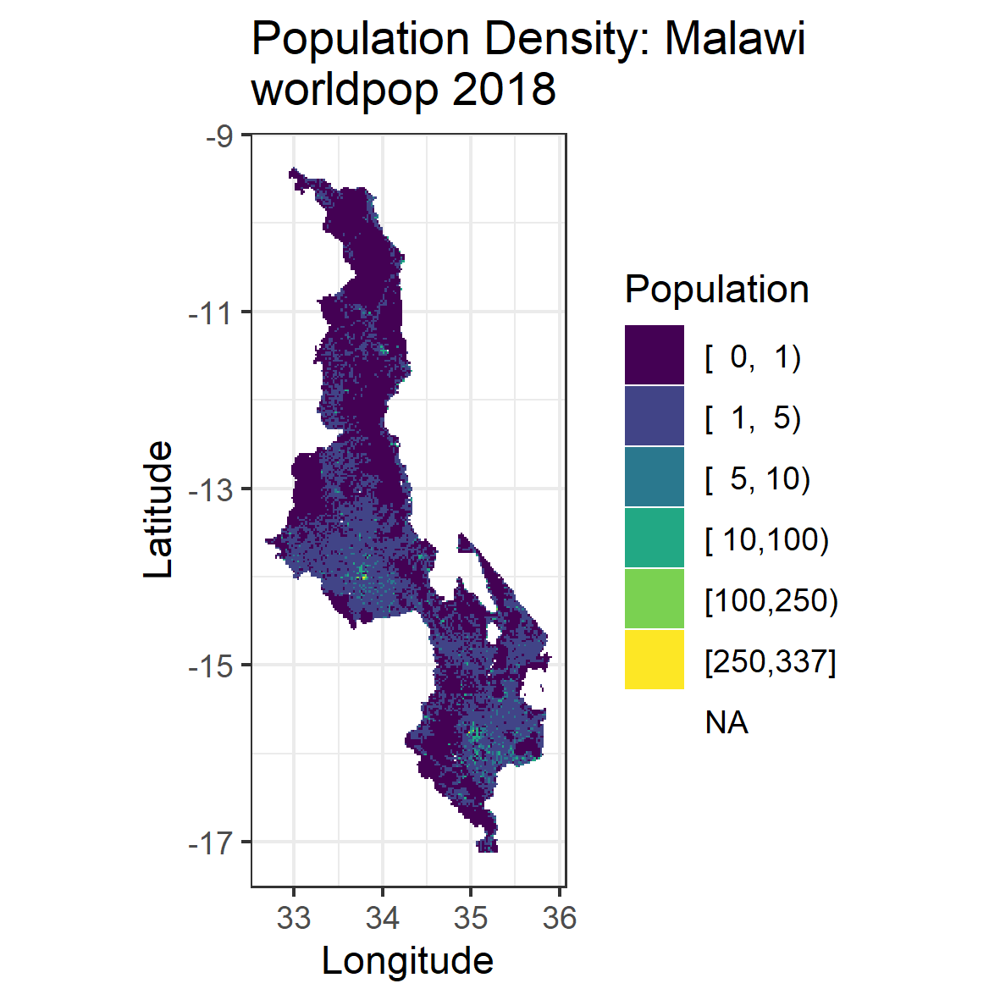 Population Density: Malawi
worldpop 2018
-9
-11
-13
-15
-17
Latitude
33 34 35 36
Longitude
Population
[  0,  1)
[  1,  5)
[  5, 10)
[ 10,100)
[100,250)
[250,337]
NA